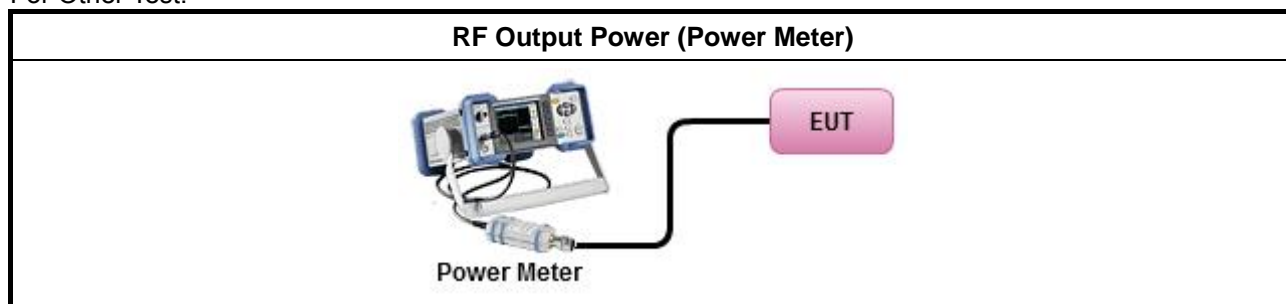 For Other Test:
RF Output Power (Power Meter)
EUT
Power Meter